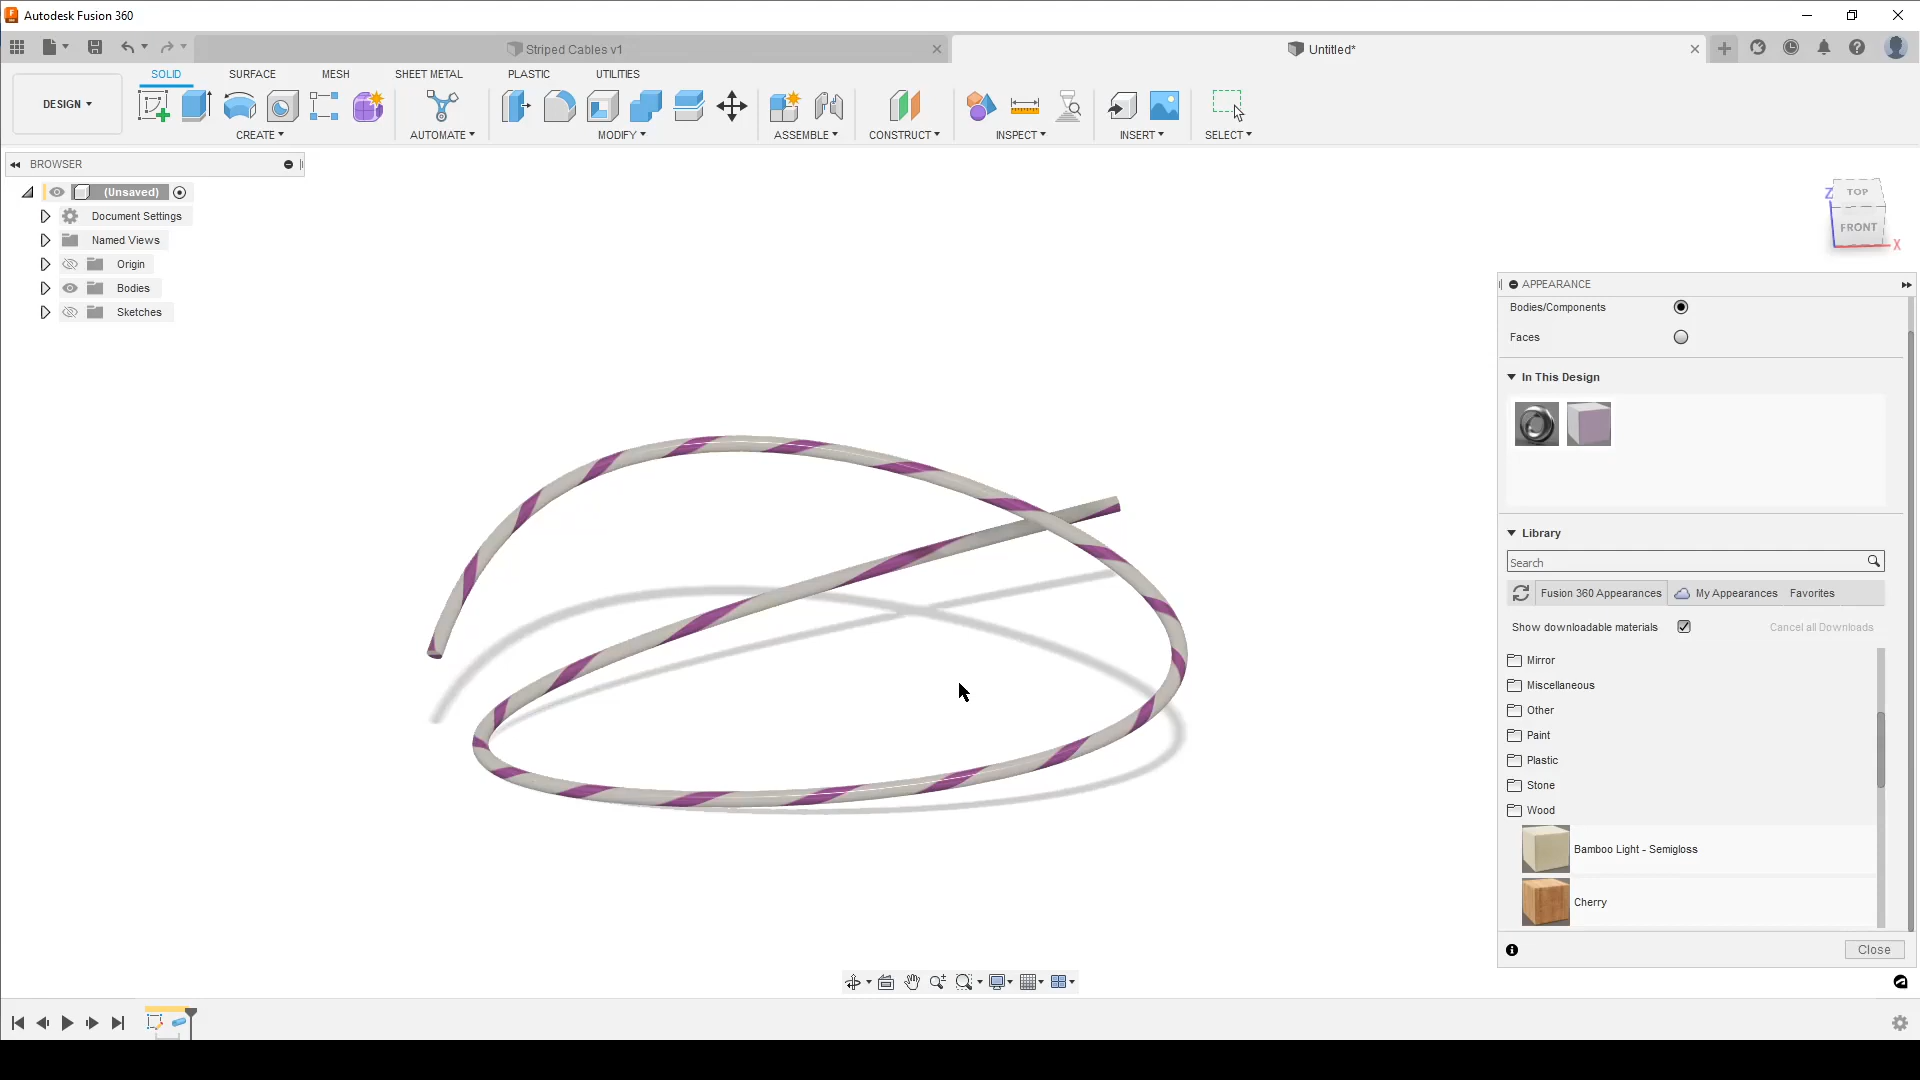 Autodesk Fusion 360
Striped Cables v1
Untitled*
DESIGN
SOLID
SURFACE
MESH
SHEET METAL
PLASTIC
UTILITIES
CREATE
AUTOMATE
MODIFY
ASSEMBLE
CONSTRUCT
INSPECT
INSERT
SELECT
BROWSER
(Unsaved)
Document Settings
Named Views
Origin
Bodies
Sketches
Z
TOP
FRONT
X
APPEARANCE
Bodies/Components
Faces
In This Design
Library
Search
Fusion 360 Appearances
My Appearances
Favorites
Show downloadable materials
Cancel all Downloads
Mirror
Miscellaneous
Other
Paint
Plastic
Stone
Wood
Bamboo Light - Semigloss
Cherry
Close